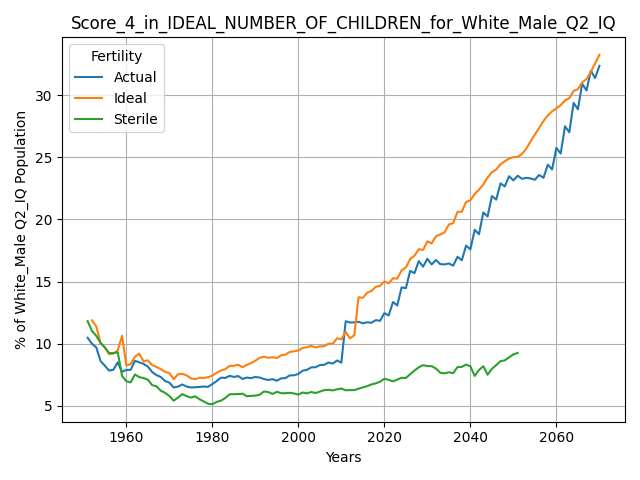 Score_4_in_IDEAL_NUMBER_OF_CHILDREN_for_White_Male_Q2_IQ
Fertility
Actual
Ideal
Sterile
% of White_Male Q2_IQ Population
30
25
20
15
10
5
1960
1980
2000
2020
2040
2060
Years